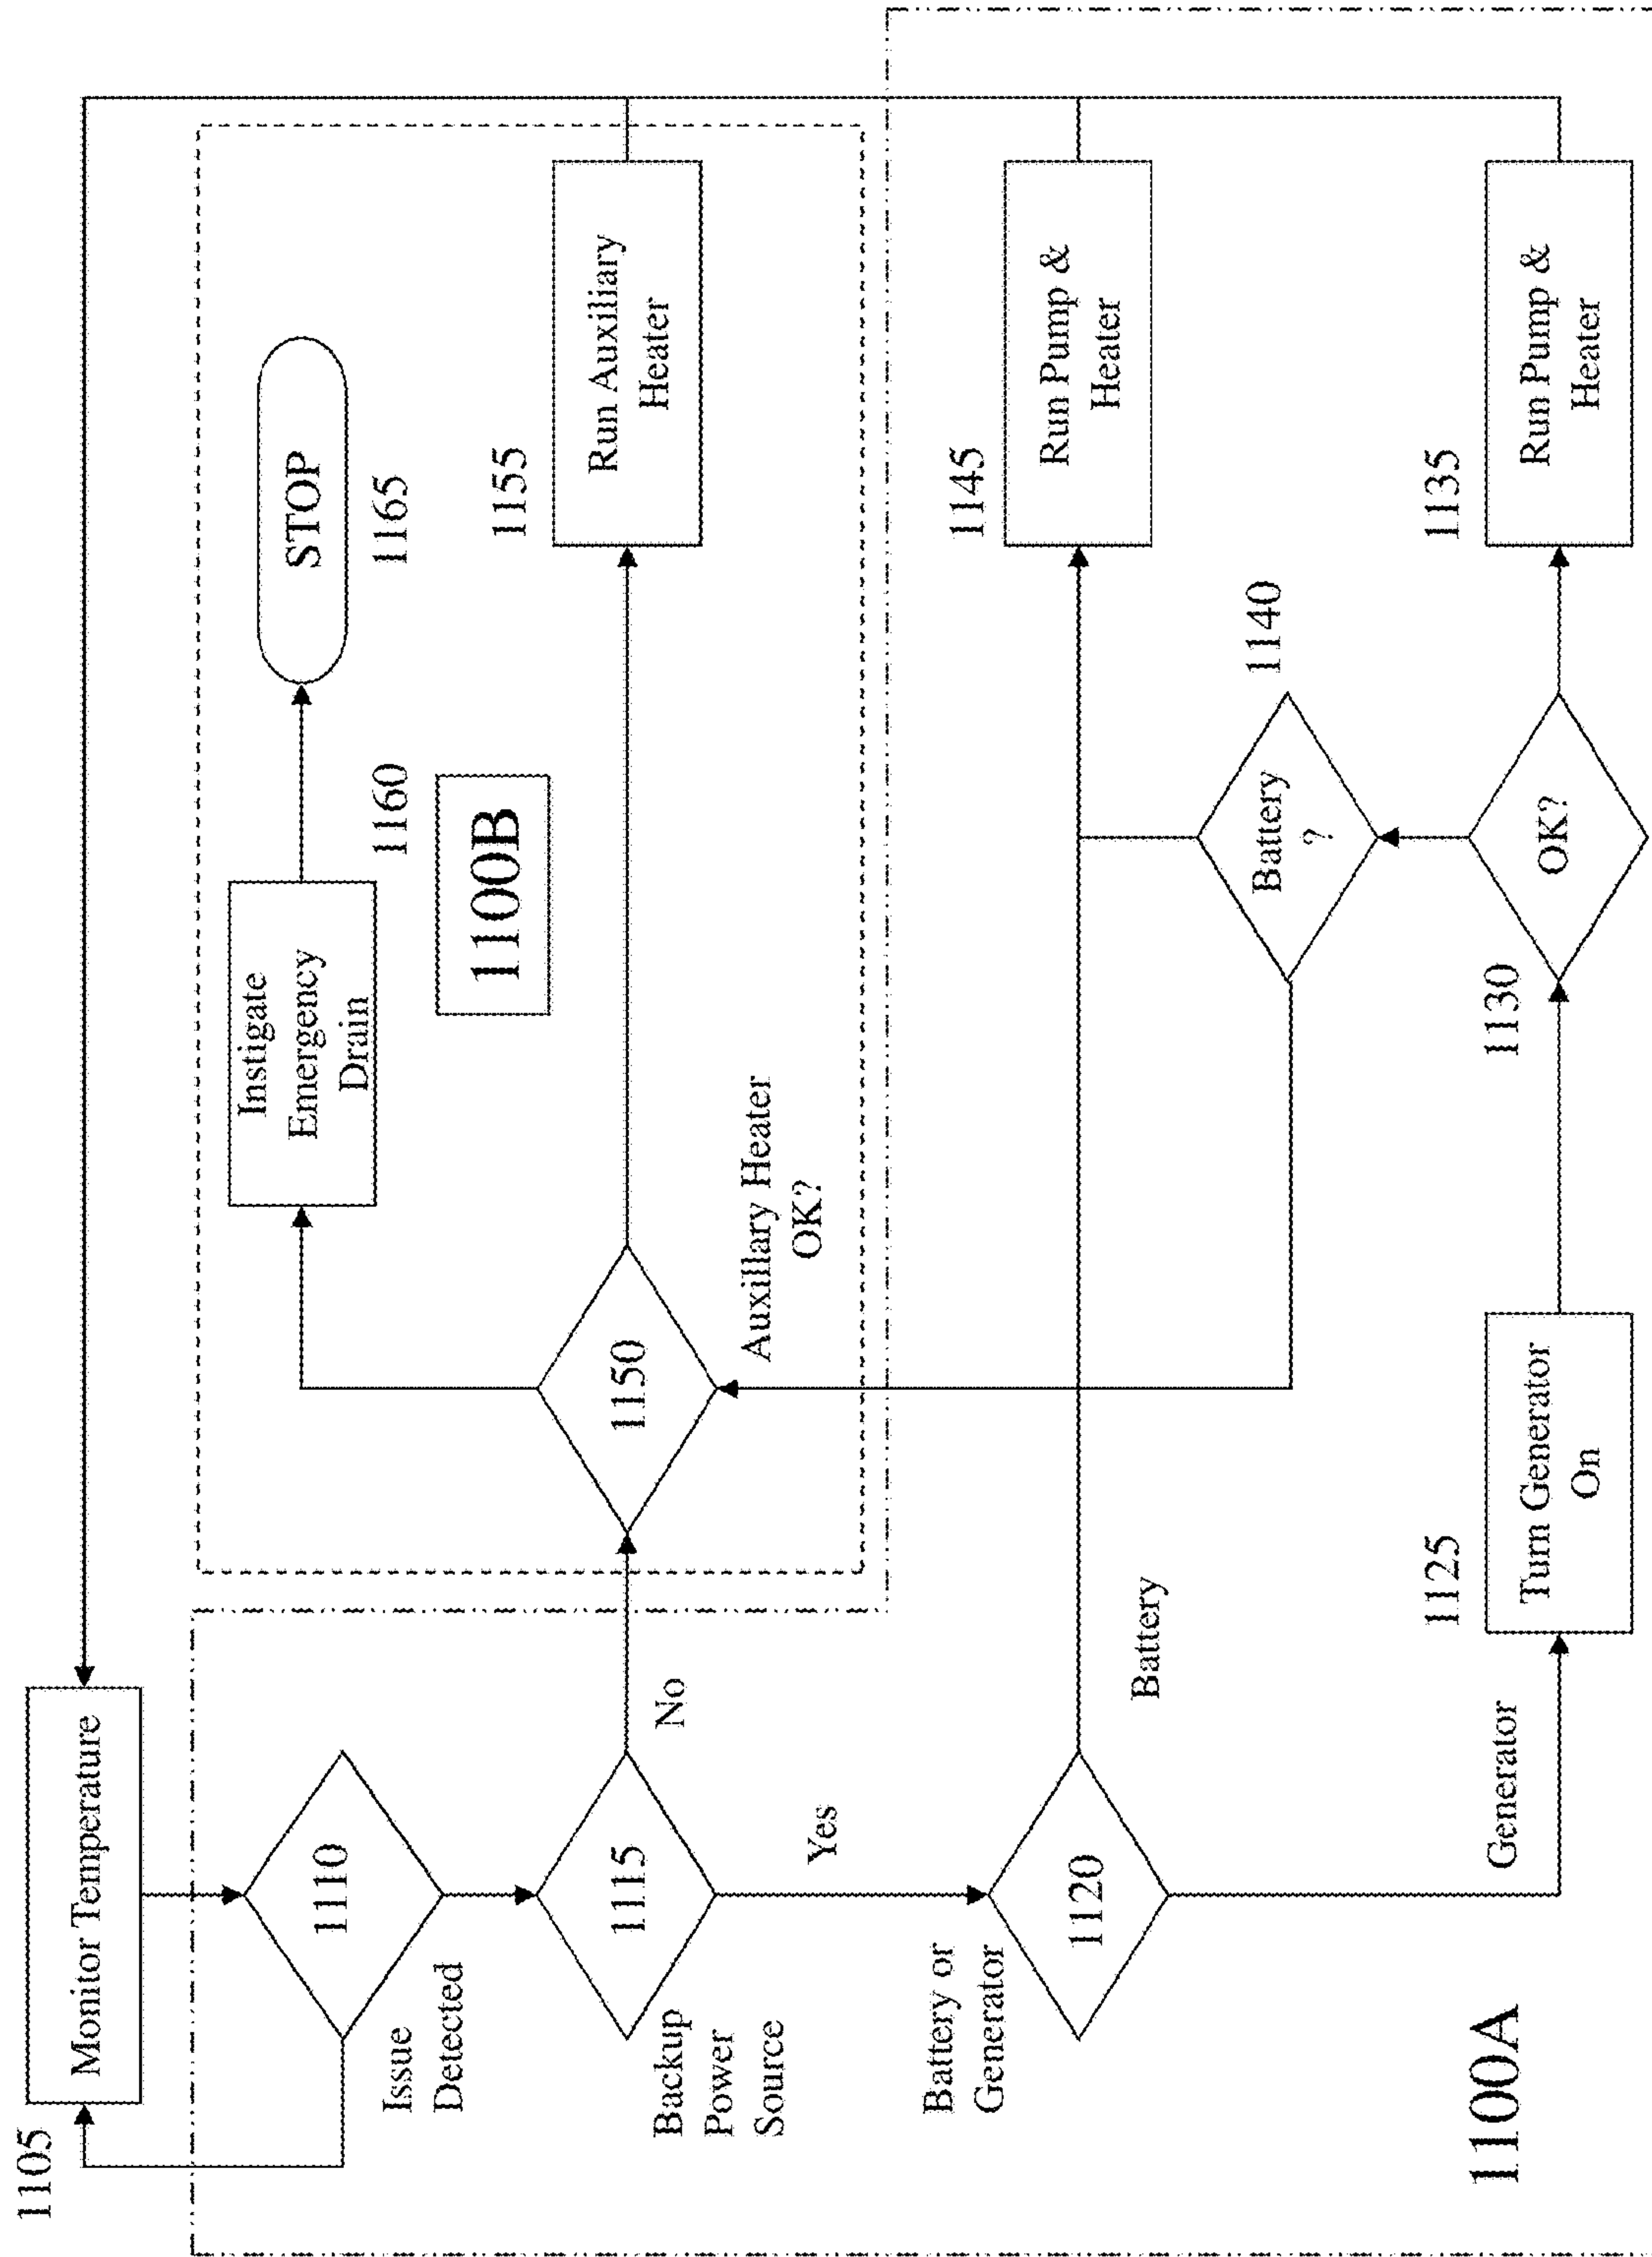 1105
Monitor Temperature
1110
Issue
Detected
1115
Backup
Power
Source
No
Yes
Instigate
Emergency
Drain
1160
STOP
1165
1100B
1150
Auxillary Heater
OK?
1155
Run Auxiliary
Heater
Battery or
Generator
1120
Battery
Generator
1145
Run Pump &
Heater
Battery
?
1140
1125
Turn Generator
On
1130
OK?
1135
Run Pump &
Heater
1100A